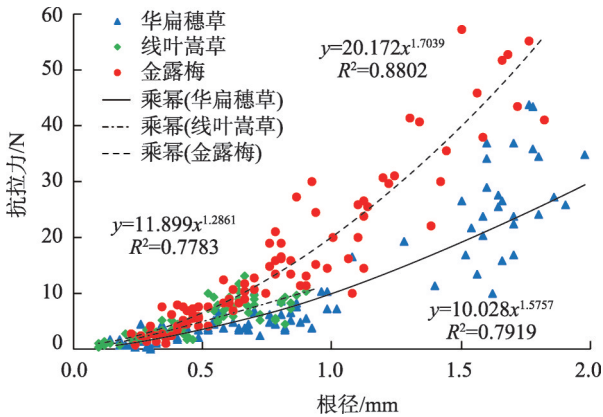 60
50
40
30
20
10
0
抗拉力/N
华扁穗草
线叶嵩草
金露梅
乘幂(华扁穗草)
乘幂(线叶嵩草)
乘幂(金露梅)
y=20.172x^1.7039
R²=0.8802
y=11.899x^1.2861
R²=0.7783
y=10.028x^1.5757
R²=0.7919
0.0 0.5 1.0 1.5 2.0
根径/mm